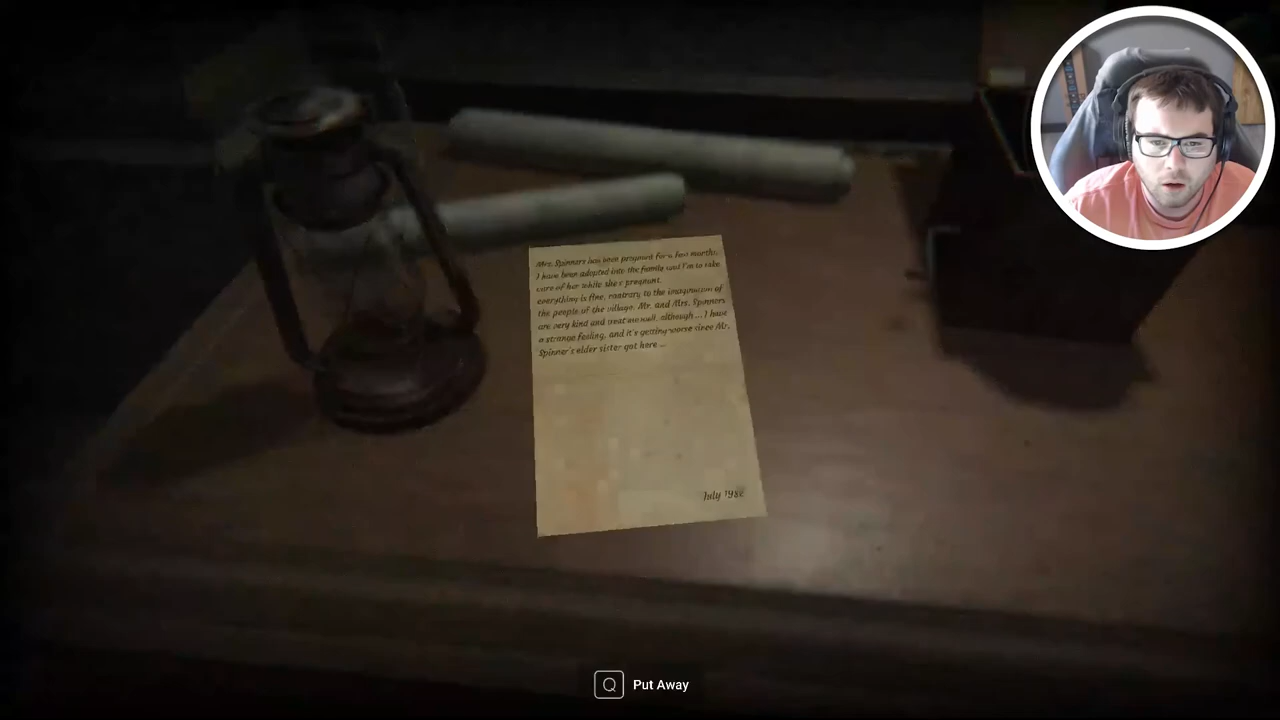 Mrs. Spinners has been pregnant for a few months.
I have been adopted into the family and I'm to take
care of her while she's pregnant.
everything is fine, contrary to the imagination of
the people of the village. Mr. and Mrs. Spinners
are very kind and treat me well, although ... I have
a strange feeling, and it's getting worse since Mr.
Spinner's elder sister got here ...
July
Q Put Away